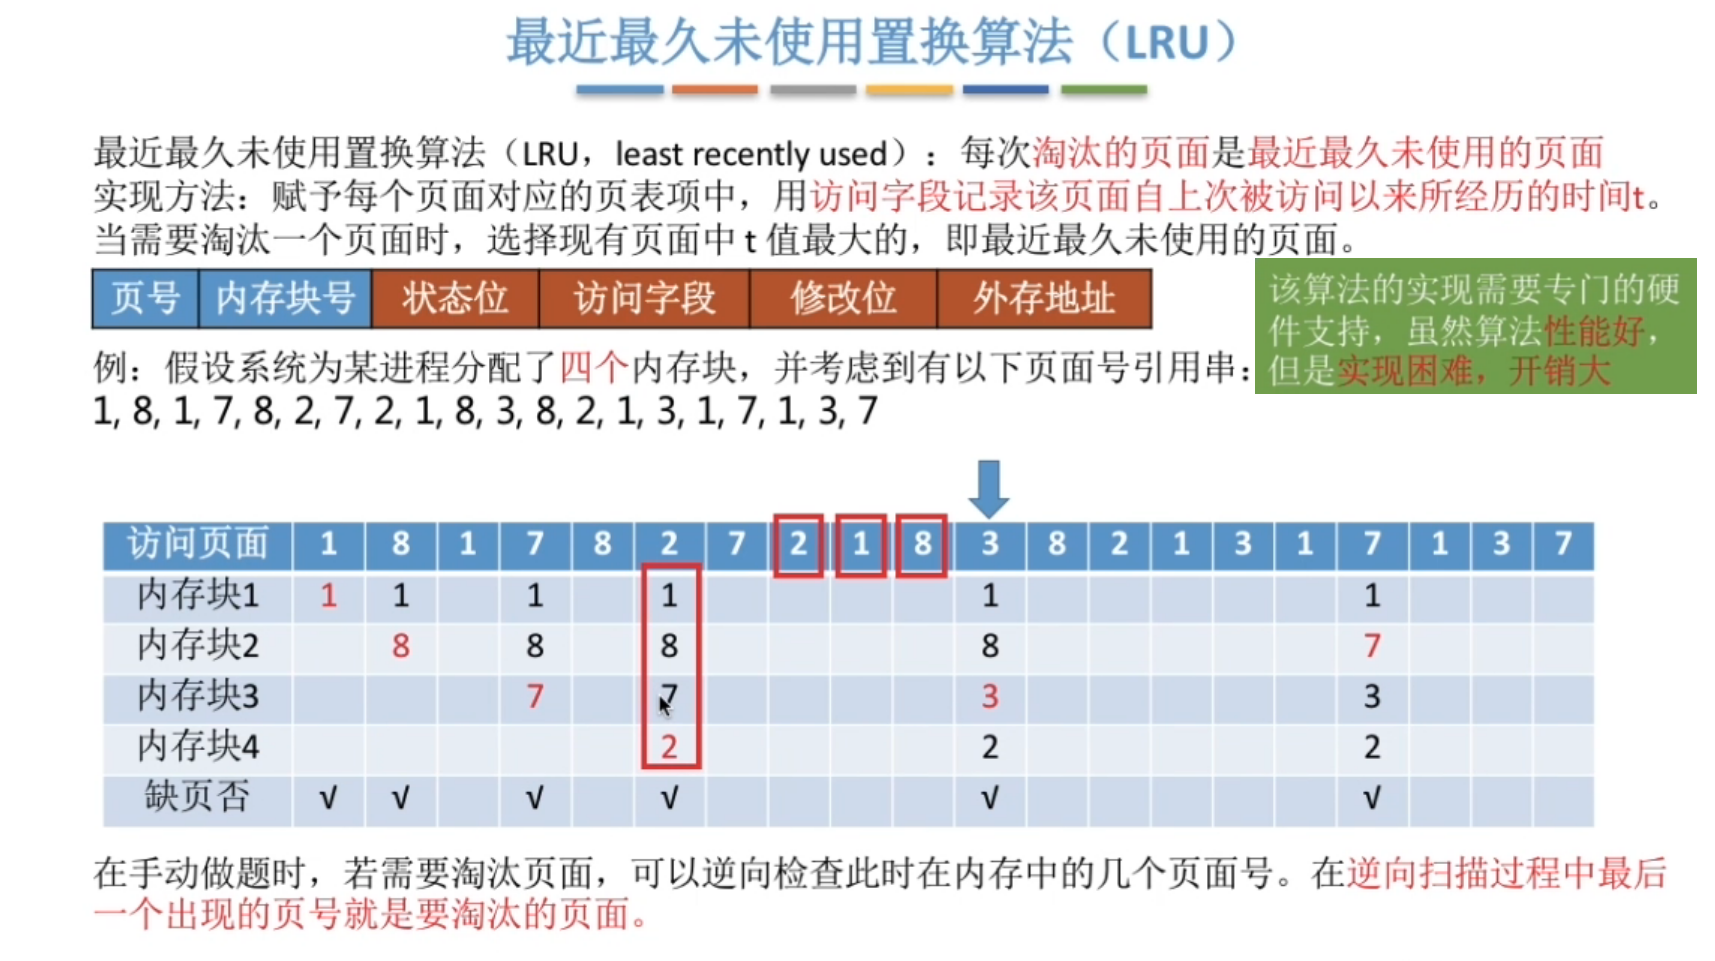 最近最久未使用置换算法（LRU）
最近最久未使用置换算法（LRU，least recently used）：每次淘汰的页面是最近最久未使用的页面
实现方法：赋予每个页面对应的页表项中，用访问字段记录该页面自上次被访问以来所经历的时间t。
当需要淘汰一个页面时，选择现有页面中 t 值最大的，即最近最久未使用的页面。
页号 内存块号 状态位 访问字段 修改位 外存地址
该算法的实现需要专门的硬
件支持，虽然算法性能好，
但是实现困难，开销大
例：假设系统为某进程分配了四个内存块，并考虑到有以下页面号引用串：
1, 8, 1, 7, 8, 2, 7, 2, 1, 8, 3, 8, 2, 1, 3, 1, 7, 1, 3, 7
访问页面 1 8 1 7 8 2 7 2 1 8 3 8 2 1 3 1 7 1 3 7
内存块1 1 1 1 1 1 1
内存块2 8 8 8 8 7
内存块3 7 7 3 3
内存块4 2 2 2
缺页否 √ √ √ √ √ √
在手动做题时，若需要淘汰页面，可以逆向检查此时在内存中的几个页面号。在逆向扫描过程中最后
一个出现的页号就是要淘汰的页面。